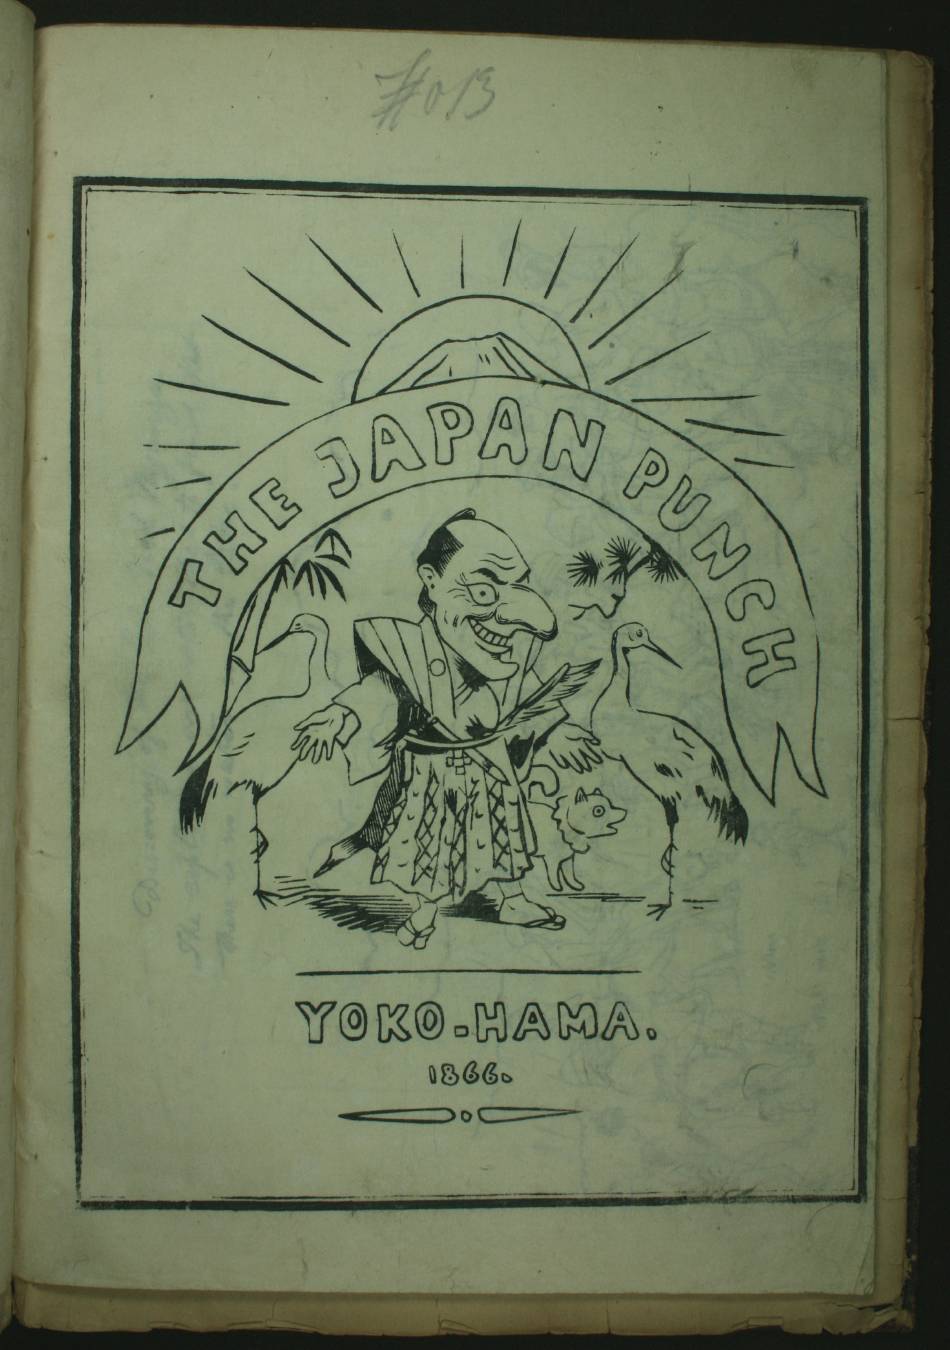 #013
THE JAPAN PUNCH
YOKO-HAMA.
1866.